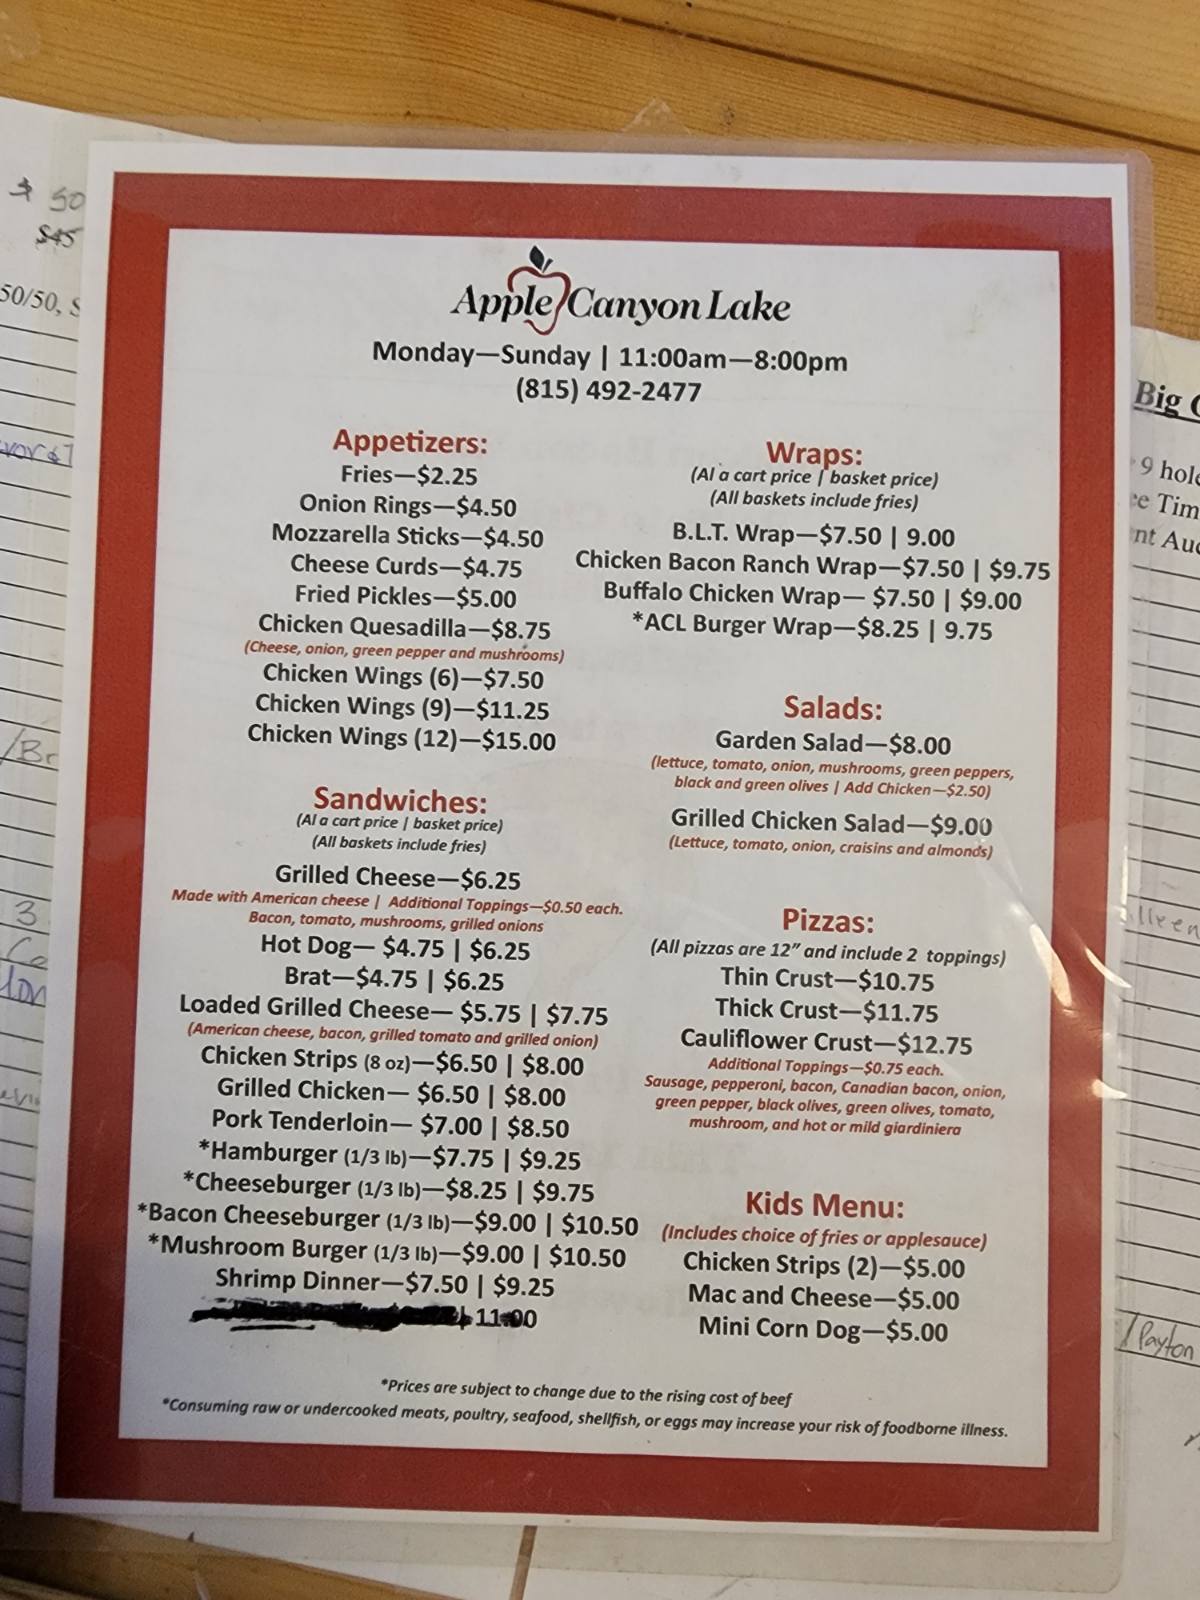 Apple Canyon Lake
Monday—Sunday | 11:00am—8:00pm
(815) 492-2477
Appetizers:
Fries—$2.25
Onion Rings—$4.50
Mozzarella Sticks—$4.50
Cheese Curds—$4.75
Fried Pickles—$5.00
Chicken Quesadilla—$8.75
(Cheese, onion, green pepper and mushrooms)
Chicken Wings (6)—$7.50
Chicken Wings (9)—$11.25
Chicken Wings (12)—$15.00
Sandwiches:
(Al a cart price | basket price)
(All baskets include fries)
Grilled Cheese—$6.25
Made with American cheese | Additional Toppings—$0.50 each.
Bacon, tomato, mushrooms, grilled onions
Hot Dog— $4.75 | $6.25
Brat—$4.75 | $6.25
Loaded Grilled Cheese— $5.75 | $7.75
(American cheese, bacon, grilled tomato and grilled onion)
Chicken Strips (8 oz)—$6.50 | $8.00
Grilled Chicken— $6.50 | $8.00
Pork Tenderloin— $7.00 | $8.50
*Hamburger (1/3 lb)—$7.75 | $9.25
*Cheeseburger (1/3 lb)—$8.25 | $9.75
*Bacon Cheeseburger (1/3 lb)—$9.00 | $10.50
*Mushroom Burger (1/3 lb)—$9.00 | $10.50
Shrimp Dinner—$7.50 | $9.25
| 11:00
Wraps:
(Al a cart price | basket price)
(All baskets include fries)
B.L.T. Wrap—$7.50 | 9.00
Chicken Bacon Ranch Wrap—$7.50 | $9.75
Buffalo Chicken Wrap— $7.50 | $9.00
*ACL Burger Wrap—$8.25 | 9.75
Salads:
Garden Salad—$8.00
(lettuce, tomato, onion, mushrooms, green peppers,
black and green olives | Add Chicken—$2.50)
Grilled Chicken Salad—$9.00
(Lettuce, tomato, onion, craisins and almonds)
Pizzas:
(All pizzas are 12” and include 2 toppings)
Thin Crust—$10.75
Thick Crust—$11.75
Cauliflower Crust—$12.75
Additional Toppings—$0.75 each.
Sausage, pepperoni, bacon, Canadian bacon, onion,
green pepper, black olives, green olives, tomato,
mushroom, and hot or mild giardiniera
Kids Menu:
(Includes choice of fries or applesauce)
Chicken Strips (2)—$5.00
Mac and Cheese—$5.00
Mini Corn Dog—$5.00
*Prices are subject to change due to the rising cost of beef
*Consuming raw or undercooked meats, poultry, seafood, shellfish, or eggs may increase your risk of foodborne illness.
$ 50
$45
50/50,
3
Big
9
/Payton